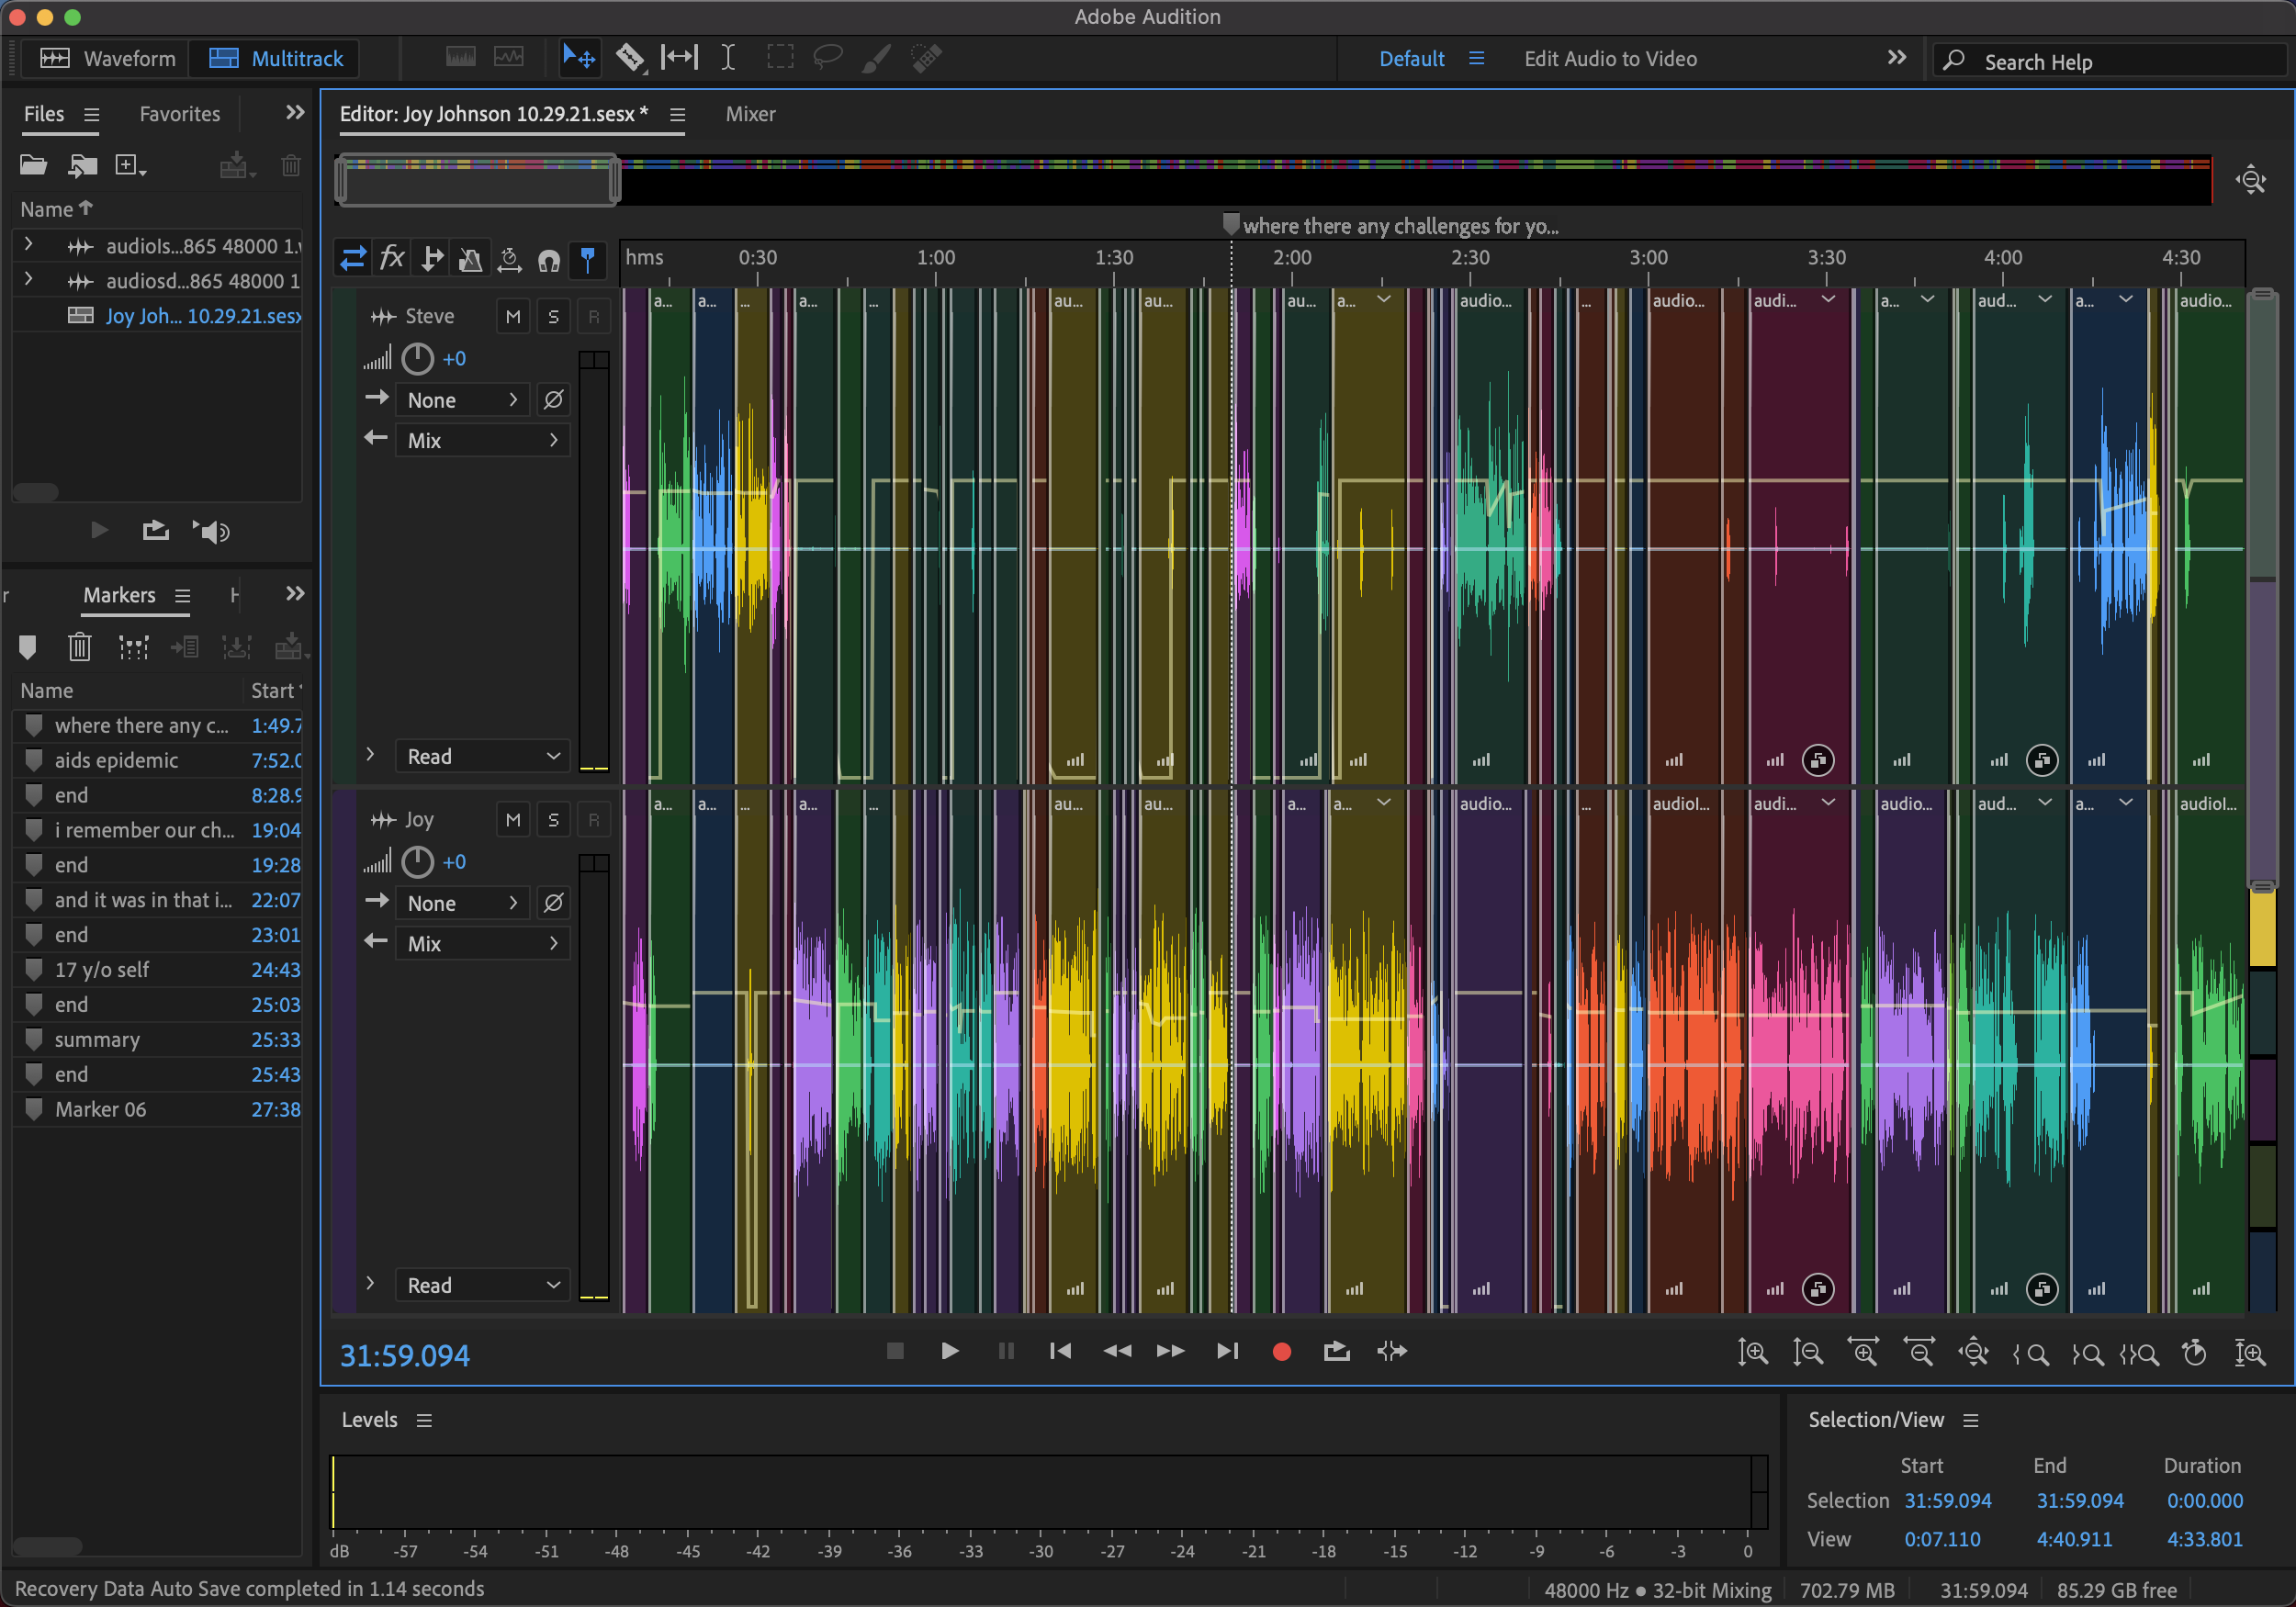 Adobe Audition
Waveform
Multitrack
Default
Edit Audio to Video
Search Help
Files
Favorites
Name
audiols...865 48000 1.
audiosd...865 48000 1
Joy Joh... 10.29.21.sesx
Markers
Name
Start
where there any c... 1:49.7
aids epidemic 7:52.0
end 8:28.9
i remember our ch... 19:04
end 19:28
and it was in that i... 22:07
end 23:01
17 y/o self 24:43
end 25:03
summary 25:33
end 25:43
Marker 06 27:38
Editor: Joy Johnson 10.29.21.sesx *
Mixer
where there any challenges for yo...
fx
hms 0:30 1:00 1:30 2:00 2:30 3:00 3:30 4:00 4:30
Steve M S R
+0
None
Mix
Read
a... a... ... a... ... au... au... au... a... audio... ... audio... audi... a... aud... a... audio...
Joy M S R
+0
None
Mix
Read
a... a... ... a... ... au... au... a... a... audio... ... audiol... audi... audio... aud... a... audiol...
31:59.094
Levels
dB -57 -54 -51 -48 -45 -42 -39 -36 -33 -30 -27 -24 -21 -18 -15 -12 -9 -6 -3 0
Selection/View
Start End Duration
Selection 31:59.094 31:59.094 0:00.000
View 0:07.110 4:40.911 4:33.801
Recovery Data Auto Save completed in 1.14 seconds
48000 Hz ● 32-bit Mixing
702.79 MB
31:59.094
85.29 GB free